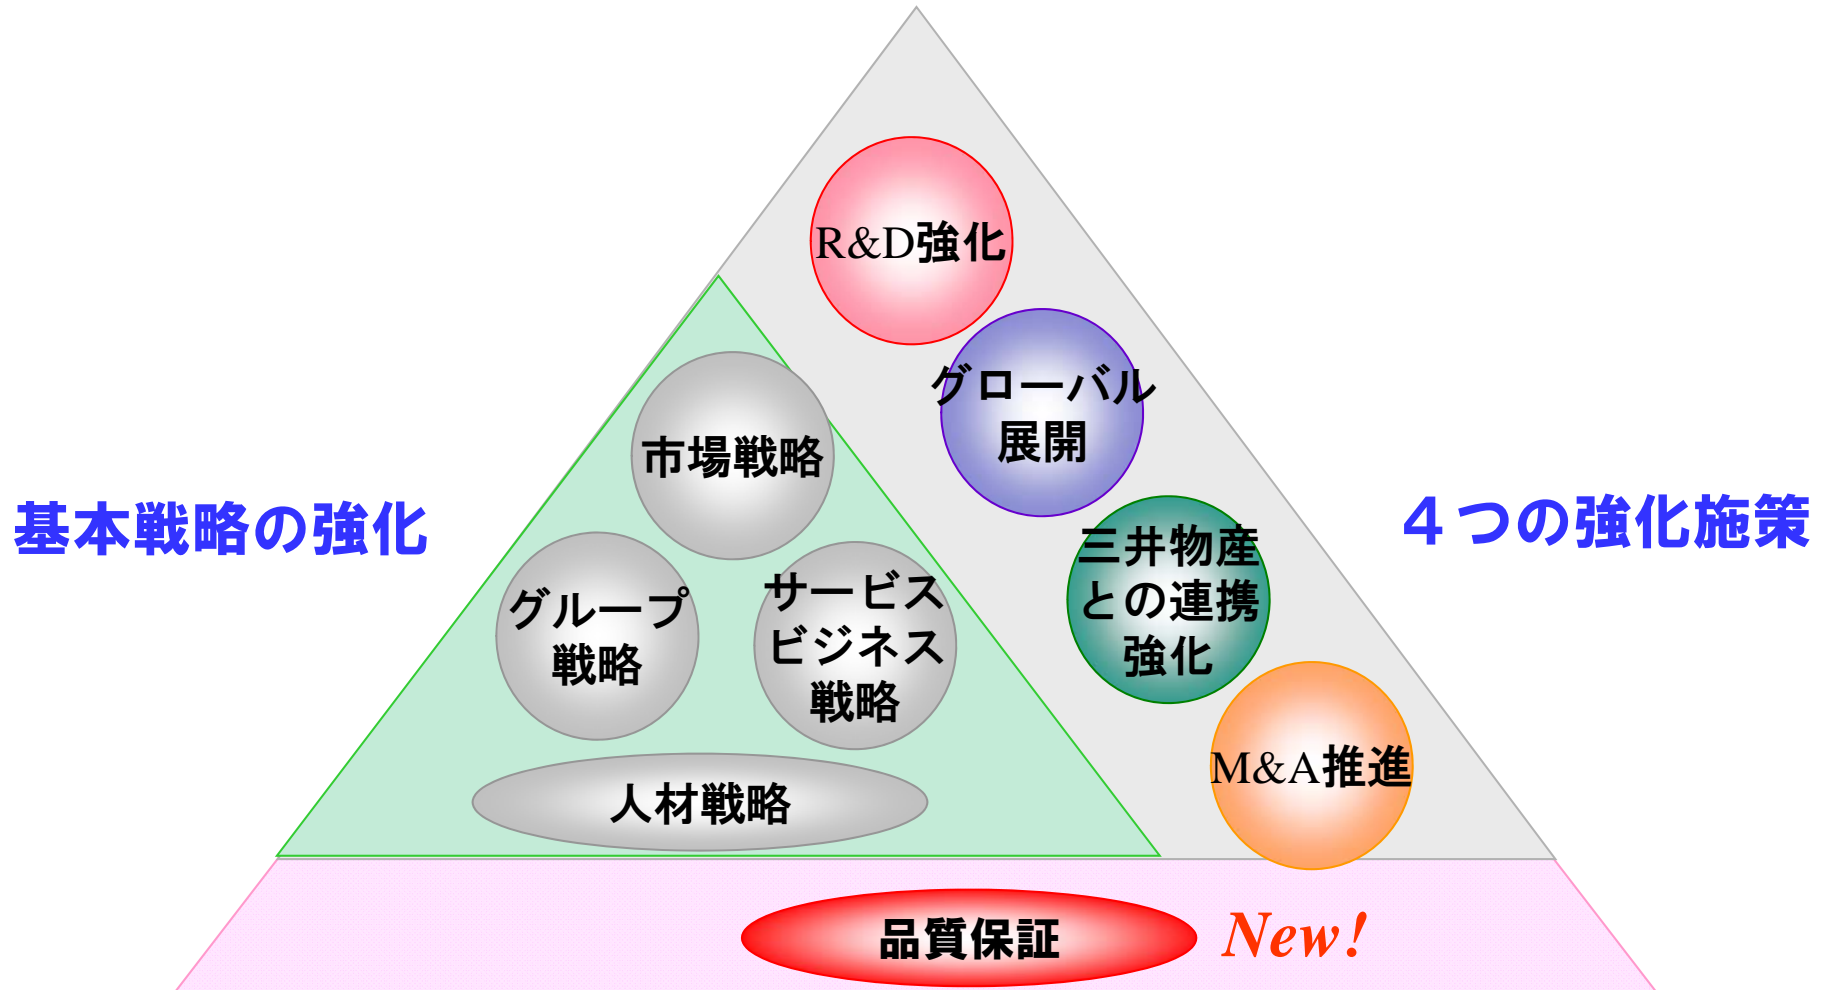 R&D強化
グローバル
展開
市場戦略
基本戦略の強化
４つの強化施策
グループ
戦略
サービス
ビジネス
戦略
三井物産
との連携
強化
M&A推進
人材戦略
品質保証
New!